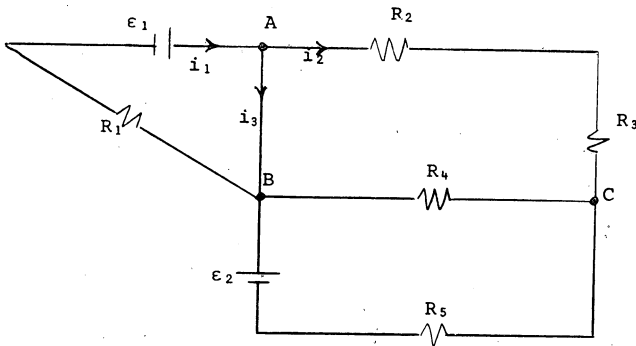 ε₁
A
R₂
i₁
i₂
R₁
i₃
R₃
B
R₄
C
ε₂
R₅